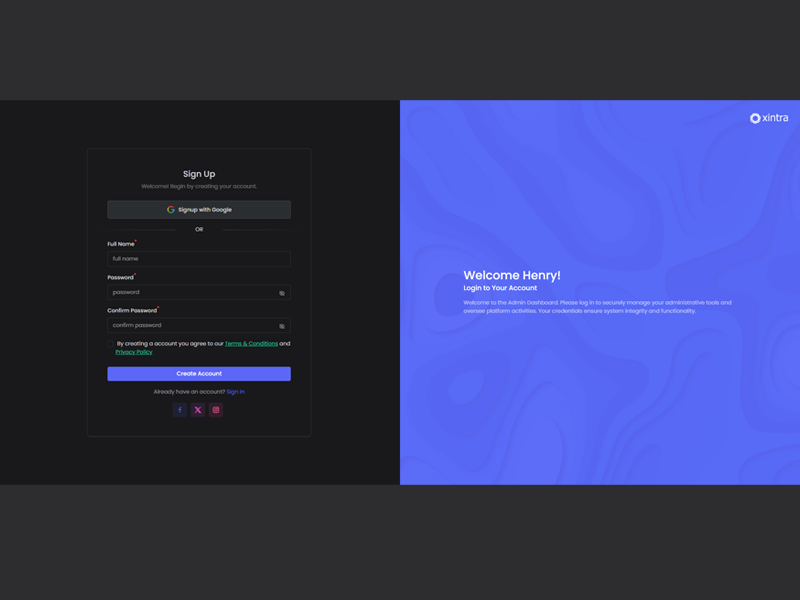 Sign Up
Welcome! Begin by creating your account.
Signup with Google
OR
Full Name*
full name
Password*
password
Confirm Password*
confirm password
By creating a account you agree to our Terms & Conditions and
Privacy Policy
Create Account
Already have an account? Sign in
xintra
Welcome Henry!
Login to Your Account
Welcome to the Admin Dashboard. Please log in to securely manage your administrative tools and
oversee platform activities. Your credentials ensure system integrity and functionality.